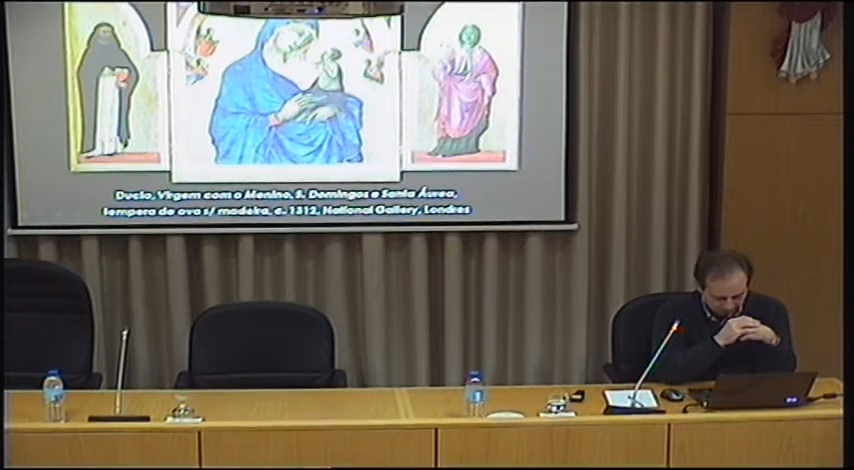 Duccio, Virgem com o Menino, S. Domingos e Santa Áurea,
têmpera de ovo s/ madeira, c. 1312, National Gallery, Londres